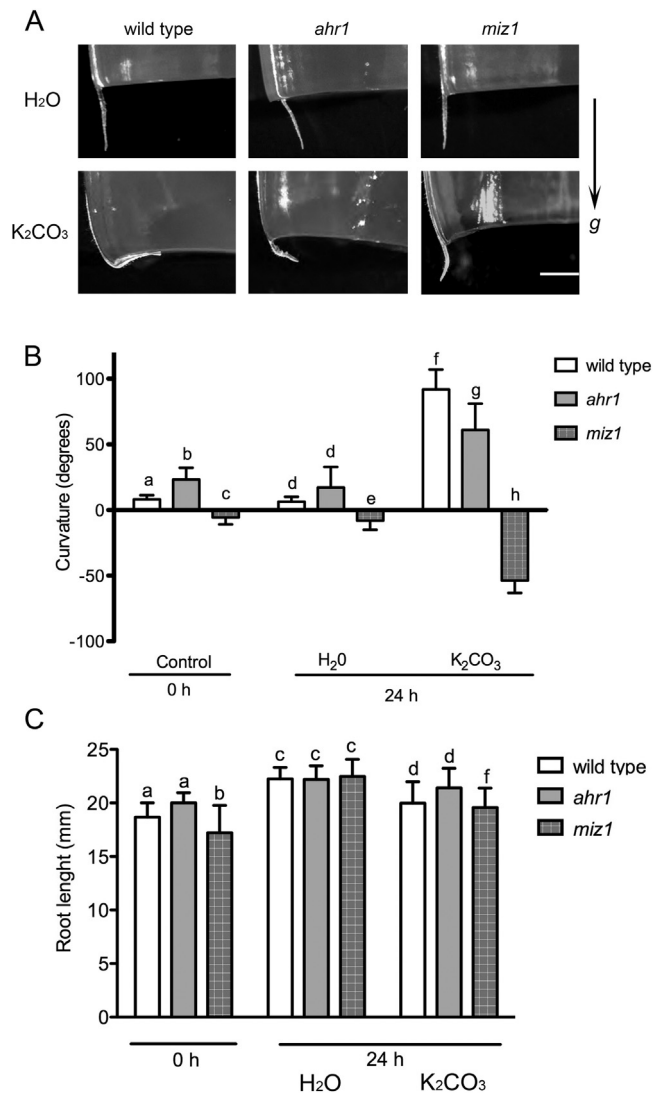 A
wild type ahr1 miz1
H₂O
K₂CO₃
g
B
Curvature (degrees)
100
50
0
-50
-100
a b c d d e f g h
wild type
ahr1
miz1
Control H₂0 K₂CO₃
0 h 24 h
C
Root lenght (mm)
25
20
15
10
5
0
a a b c c c d d f
wild type
ahr1
miz1
0 h 24 h
H₂O K₂CO₃